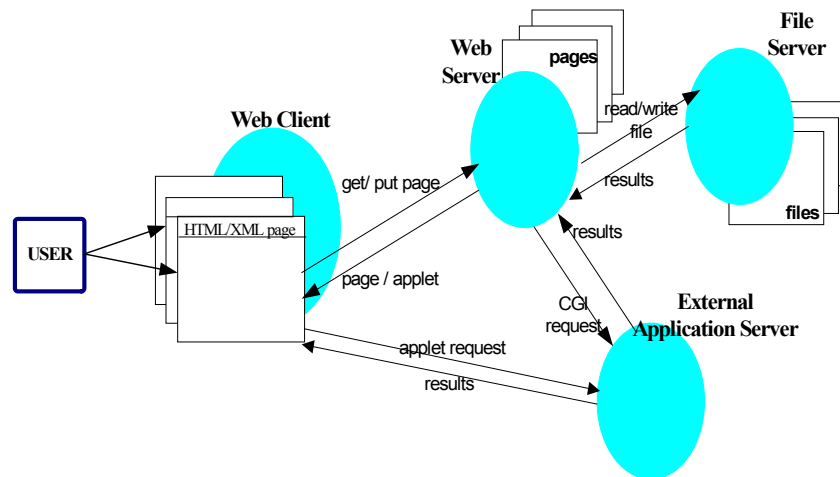 Web
Server
pages
File
Server
Web Client
read/write
file
get/ put page
results
files
HTML/XML page
USER
results
page / applet
CGI
request
External
Application Server
applet request
results